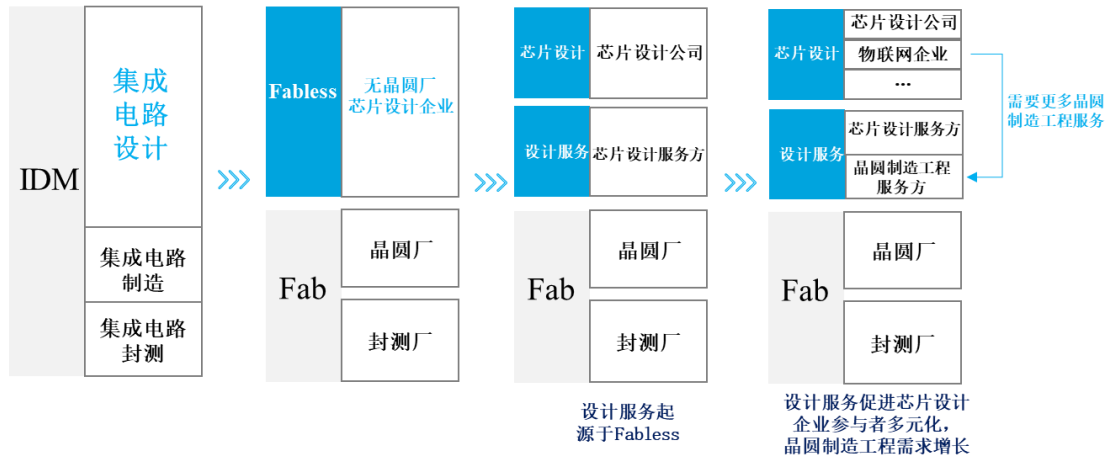 IDM
集成
电路
设计
集成电路
制造
集成电路
封测
Fabless
无晶圆厂
芯片设计企业
Fab
晶圆厂
封测厂
芯片设计
芯片设计公司
设计服务
芯片设计服务方
Fab
晶圆厂
封测厂
设计服务起
源于Fabless
芯片设计
芯片设计公司
物联网企业
…
设计服务
芯片设计服务方
晶圆制造工程
服务方
需要更多晶圆
制造工程服务
Fab
晶圆厂
封测厂
设计服务促进芯片设计
企业参与者多元化，
晶圆制造工程需求增长